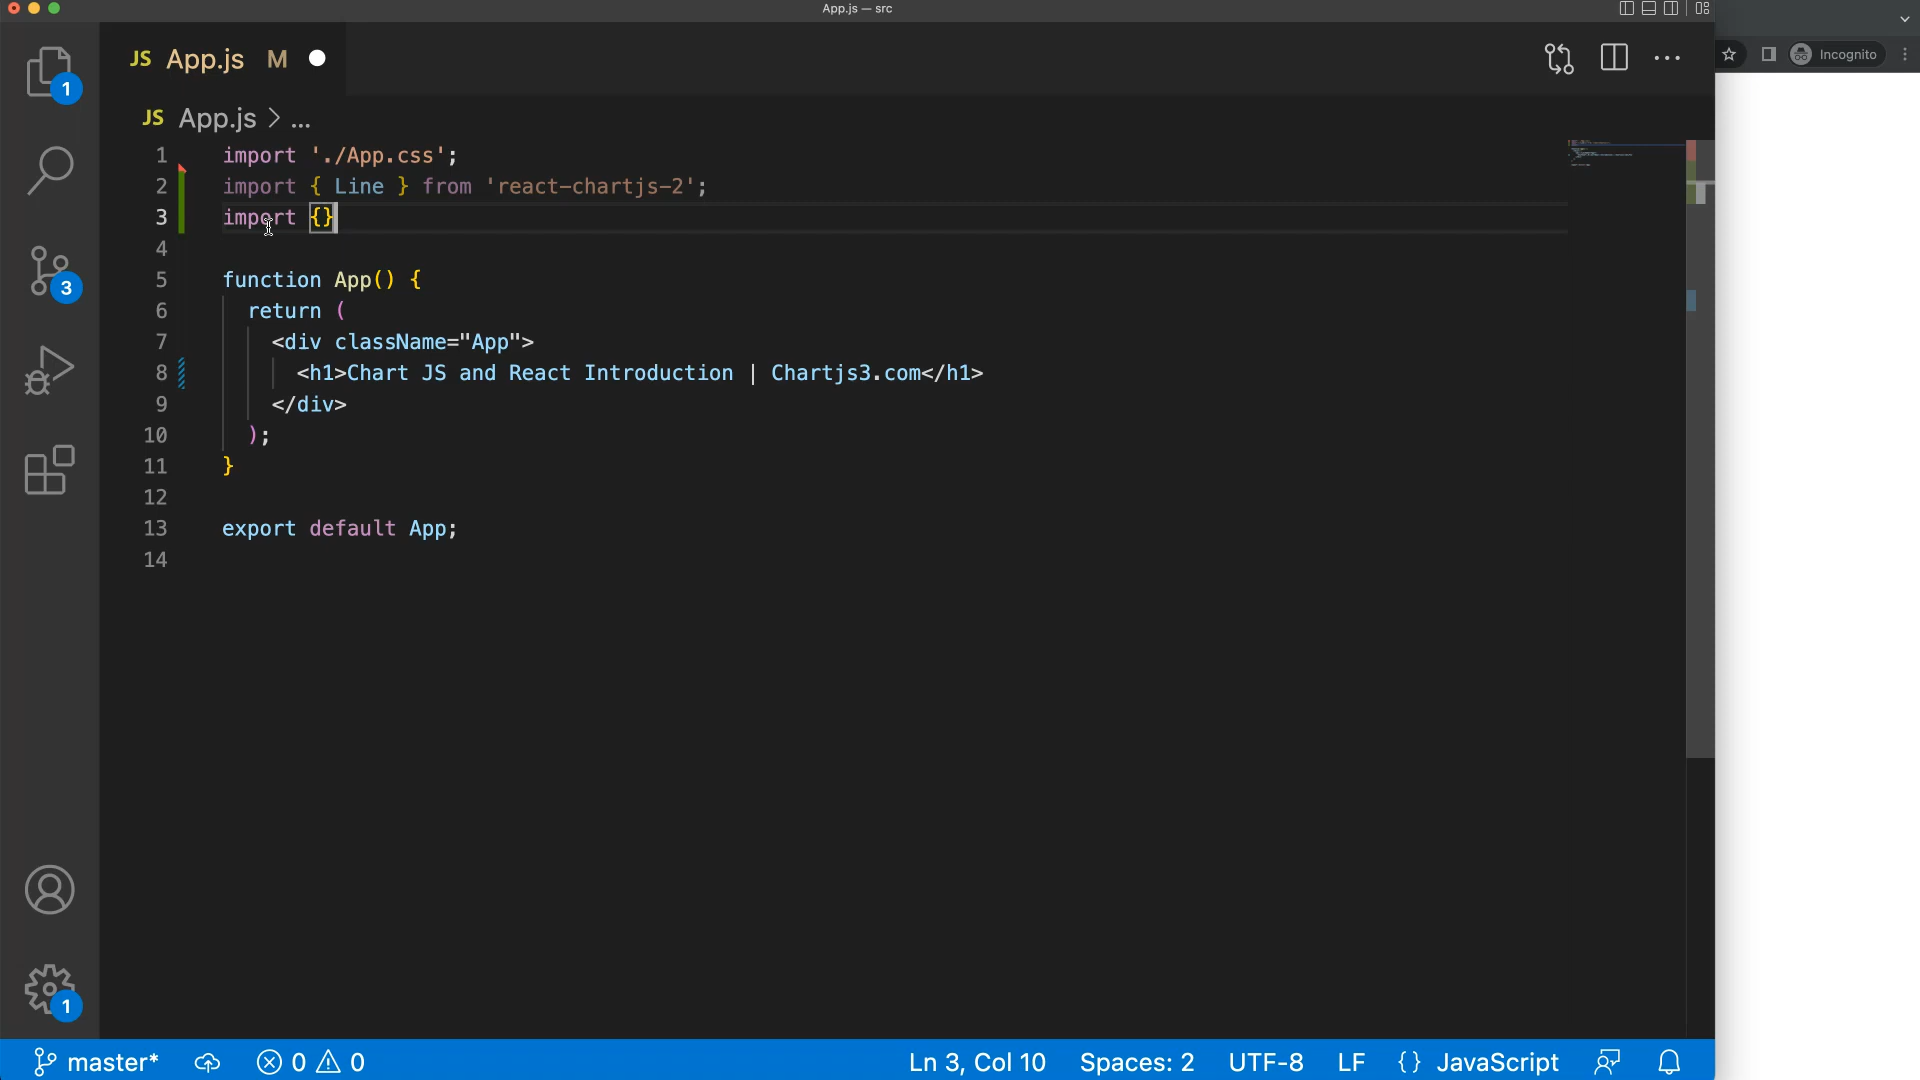 App.js — src
JS App.js M
Incognito
1
JS App.js > ...
1 import './App.css';
2 import { Line } from 'react-chartjs-2';
3 import {}
4
5 function App() {
6 return (
7 <div className="App">
8 <h1>Chart JS and React Introduction | Chartjs3.com</h1>
9 </div>
10 );
11 }
12
13 export default App;
14
3
1
master* 0 0 Ln 3, Col 10 Spaces: 2 UTF-8 LF {} JavaScript